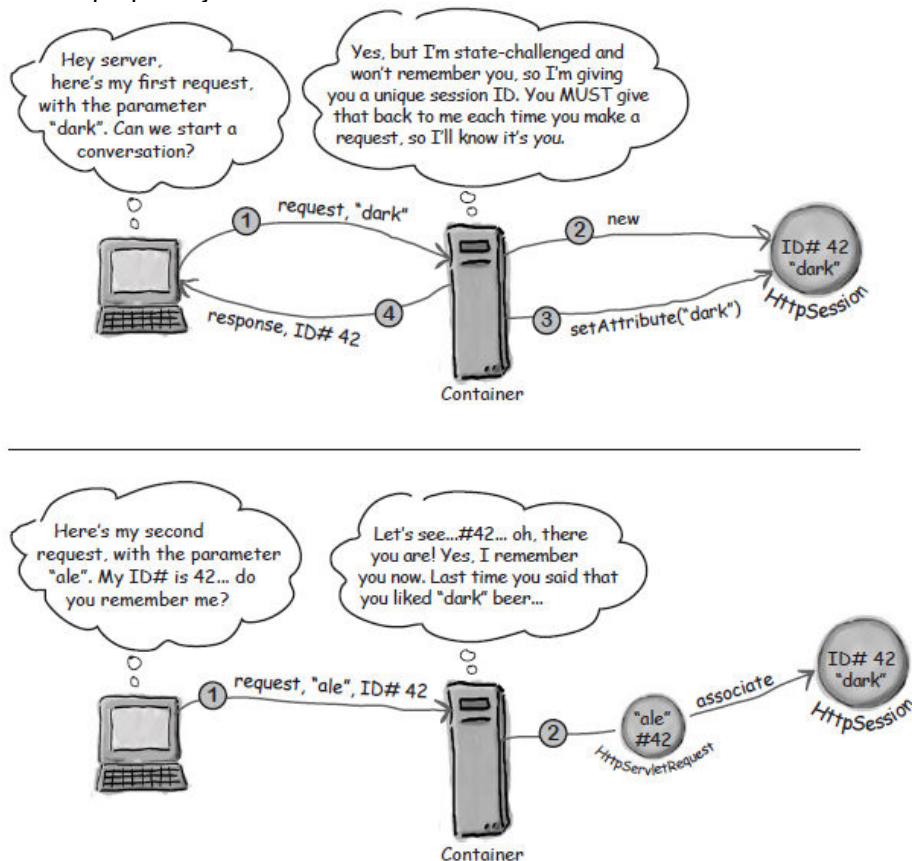 Hey server,
here's my first request,
with the parameter
"dark". Can we start a
conversation?
Yes, but I'm state-challenged and
won't remember you, so I'm giving
you a unique session ID. You MUST give
that back to me each time you make a
request, so I'll know it's you.
1
request, "dark"
2
new
ID# 42
"dark"
HttpSession
4
response, ID# 42
3
setAttribute("dark")
Container
Here's my second
request, with the parameter
"ale". My ID# is 42... do
you remember me?
Let's see...#42... oh, there
you are! Yes, I remember
you now. Last time you said that
you liked "dark" beer...
1
request, "ale", ID# 42
2
"ale"
#42
HttpServletRequest
associate
ID# 42
"dark"
HttpSession
Container